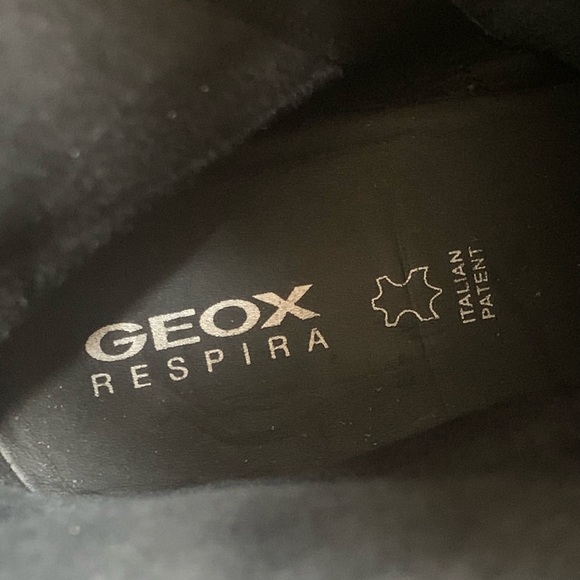 GEOX
RESPIRA
ITALIAN
PATENT